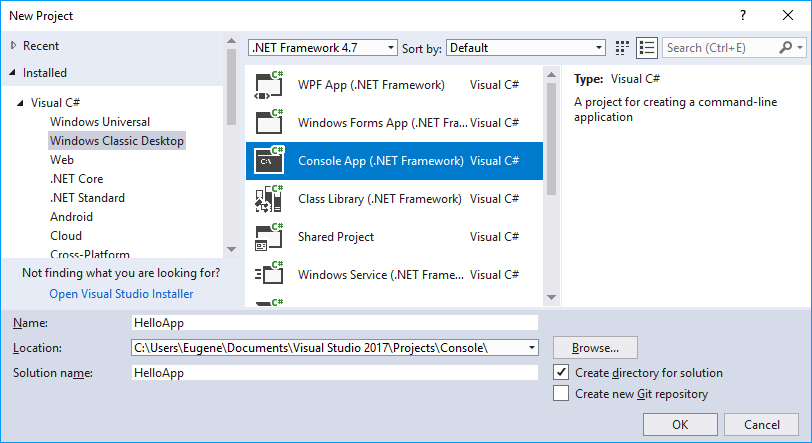 New Project
? 
Recent
Installed
Visual C#
Windows Universal
Windows Classic Desktop
Web
.NET Core
.NET Standard
Android
Cloud
Cross-Platform
Not finding what you are looking for?
Open Visual Studio Installer
.NET Framework 4.7 Sort by: Default
Search (Ctrl+E)
C# WPF App (.NET Framework) Visual C#
C# Windows Forms App (.NET Fra... Visual C#
C# C:\ Console App (.NET Framework) Visual C#
C# Class Library (.NET Framework) Visual C#
C# Shared Project Visual C#
C# Windows Service (.NET Frame... Visual C#
C#
Type: Visual C#
A project for creating a command-line
application
Name: HelloApp
Location: C:\Users\Eugene\Documents\Visual Studio 2017\Projects\Console\ Browse...
Solution name: HelloApp
Create directory for solution
Create new Git repository
OK Cancel